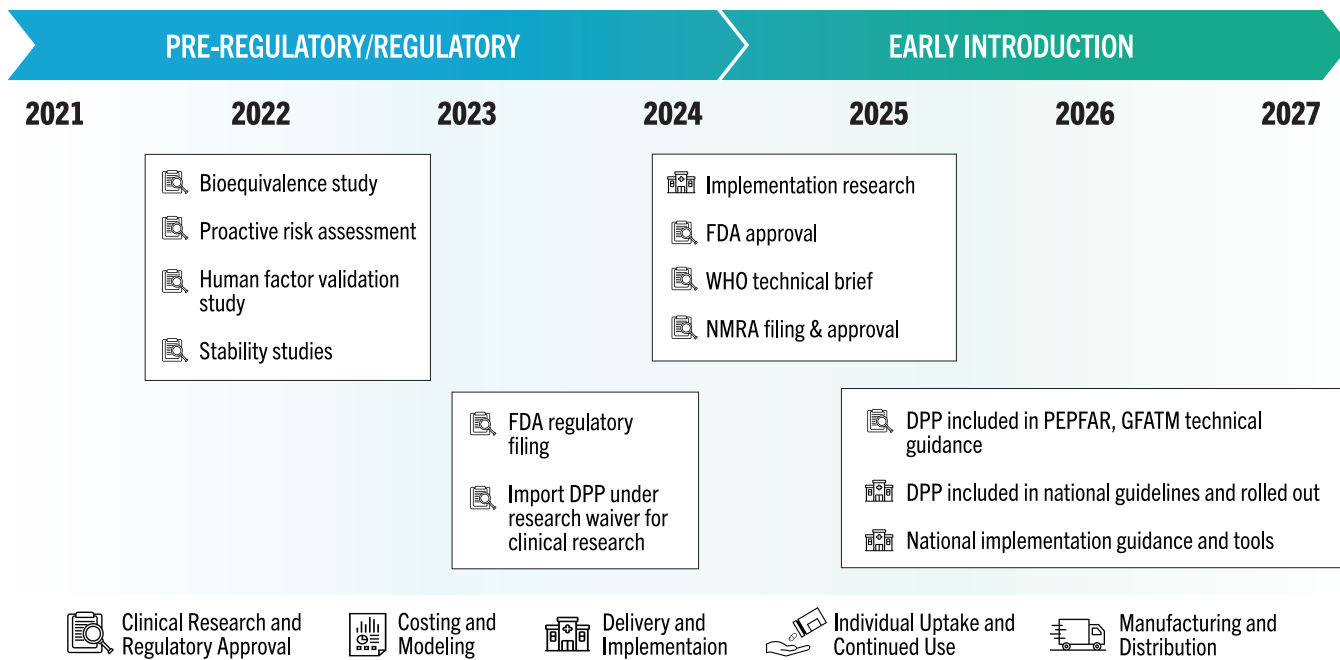 PRE-REGULATORY/REGULATORY
EARLY INTRODUCTION
2021
2022
2023
2024
2025
2026
2027
Bioequivalence study
Proactive risk assessment
Human factor validation
study
Stability studies
Implementation research
FDA approval
WHO technical brief
NMRA filing & approval
FDA regulatory
filing
Import DPP under
research waiver for
clinical research
DPP included in PEPFAR, GFATM technical
guidance
DPP included in national guidelines and rolled out
National implementation guidance and tools
Clinical Research and
Regulatory Approval
Costing and
Modeling
Delivery and
Implementaion
Individual Uptake and
Continued Use
Manufacturing and
Distribution